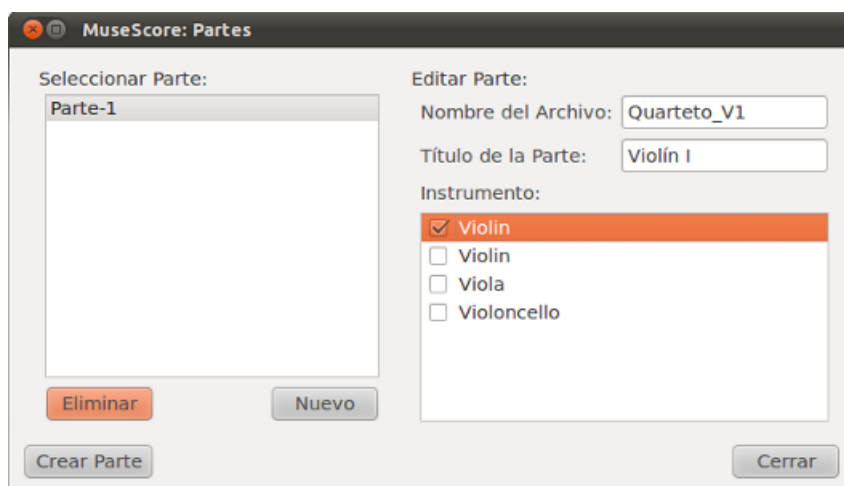 MuseScore: Partes
Seleccionar Parte:
Parte-1
Eliminar
Nuevo
Crear Parte
Editar Parte:
Nombre del Archivo: Quarteto_V1
Título de la Parte: Violín I
Instrumento:
Violin
Violin
Viola
Violoncello
Cerrar